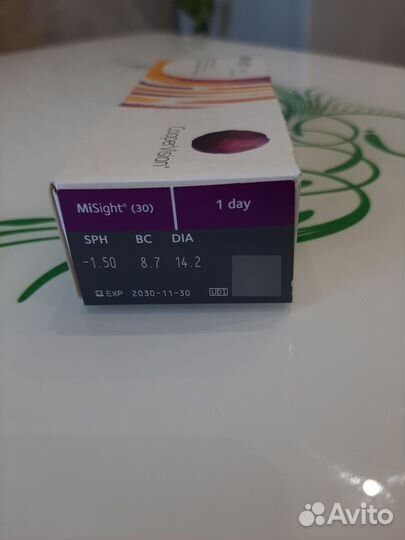 CooperVision®
MiSight® (30) 1 day
SPH BC DIA
-1.50 8.7 14.2
EXP 2030-11-30 UDI
Avito